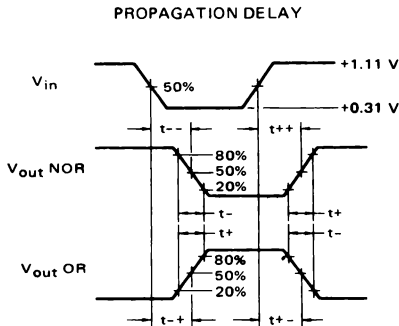 PROPAGATION DELAY
Vin
50%
+1.11 V
+0.31 V
t--
t++
Vout NOR
80%
50%
20%
t-
t+
t+
t-
Vout OR
80%
50%
20%
t-+
t+-